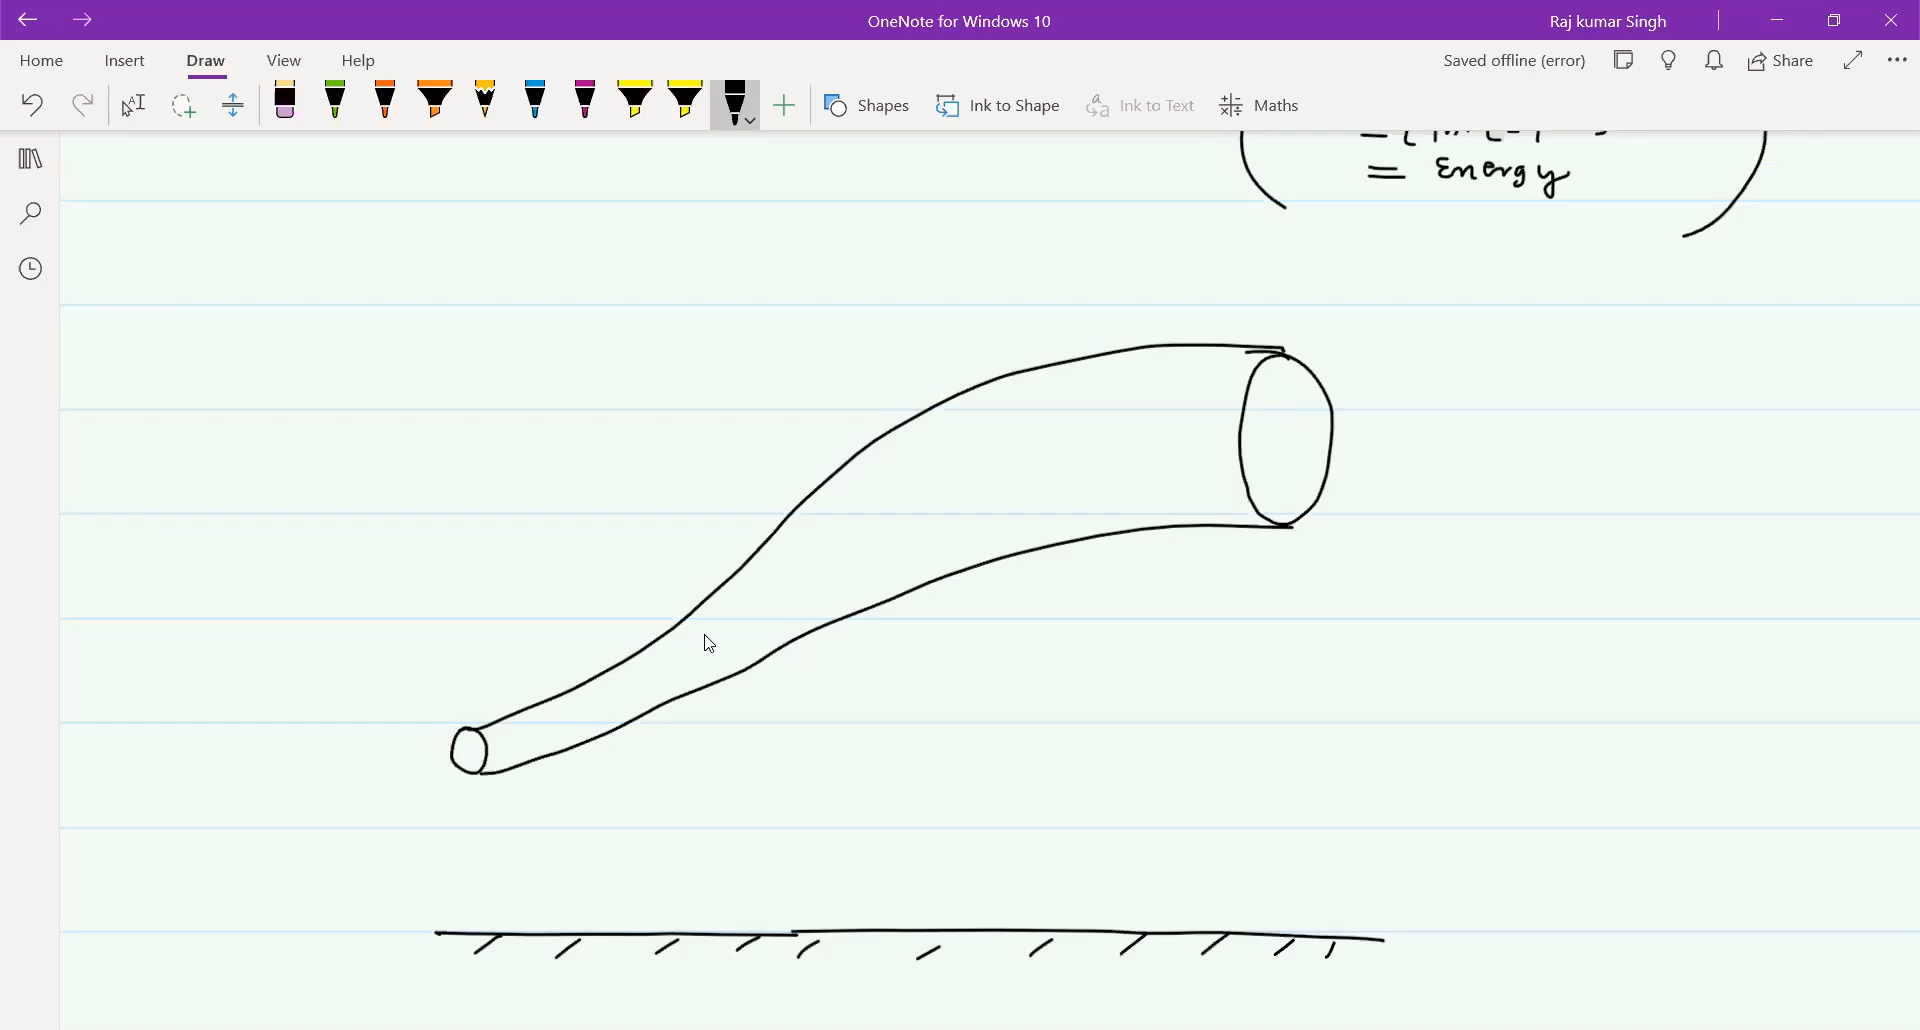 OneNote for Windows 10
Raj kumar Singh
Home
Insert
Draw
View
Help
Saved offline (error)
Share
Shapes
Ink to Shape
Ink to Text
Maths
= Energy